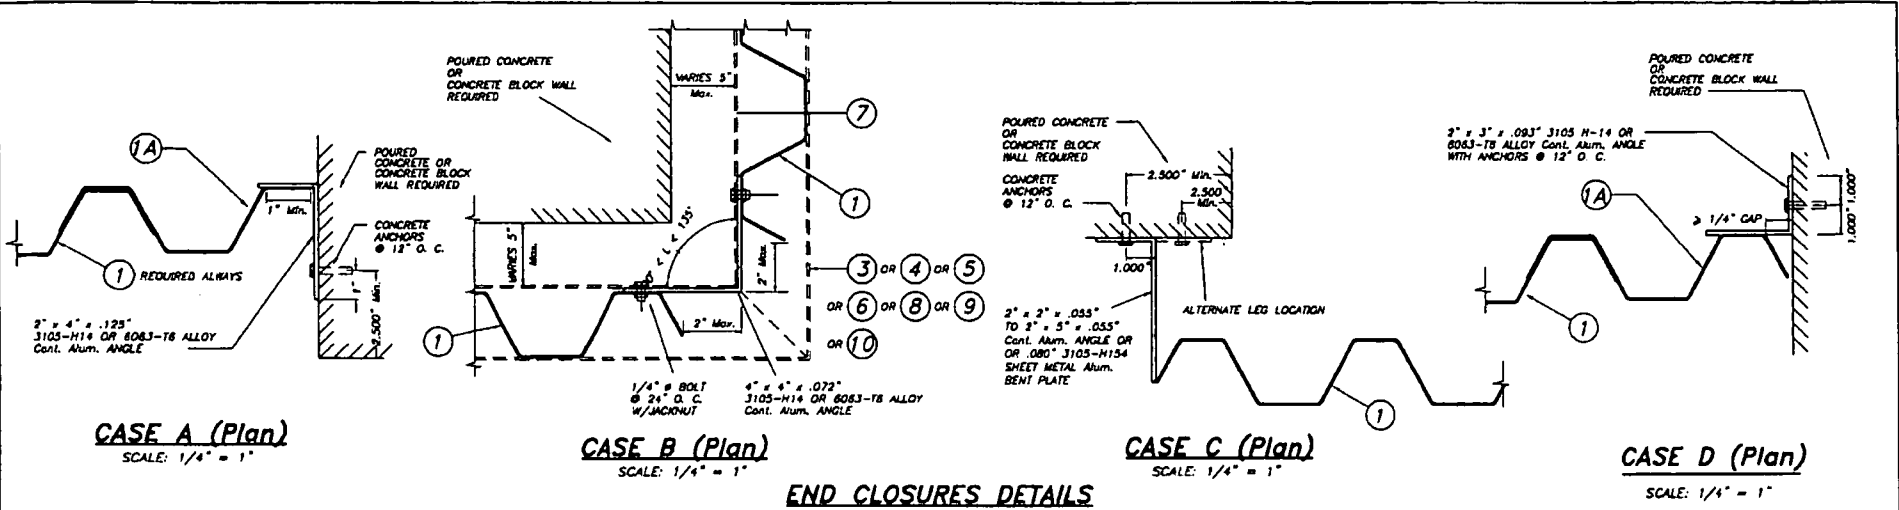 1A
POURED
CONCRETE OR
CONCRETE BLOCK
WALL REQUIRED
1" Min.
CONCRETE
ANCHORS
@ 12" O. C.
1 REQUIRED ALWAYS
1"
2.500" Min.
2" x 4" x .125"
3105-H14 OR 6063-T6 ALLOY
Cont. Alum. ANGLE
CASE A (Plan)
SCALE: 1/4" = 1"
POURED CONCRETE
OR
CONCRETE BLOCK WALL
REQUIRED
VARIES 5"
Max.
7
1
VARIES 5"
Max.
< 135°
2" Max.
2" Max.
3 OR 4 OR 5
OR 6 OR 8 OR 9
OR 10
1
1/4" ø BOLT
@ 24" O. C.
W/JACKNUT
4" x 4" x .072"
3105-H14 OR 6063-T6 ALLOY
Cont. Alum. ANGLE
CASE B (Plan)
SCALE: 1/4" = 1"
POURED CONCRETE
OR
CONCRETE BLOCK
WALL REQUIRED
CONCRETE
ANCHORS
@ 12" O. C.
2.500" Min.
2.500
Min.
1.000"
ALTERNATE LEG LOCATION
2" x 2" x .055"
TO 2" x 5" x .055"
Cont. Alum. ANGLE OR
OR .080" 3105-H154
SHEET METAL Alum.
BENT PLATE
1
CASE C (Plan)
SCALE: 1/4" = 1"
POURED CONCRETE
OR
CONCRETE BLOCK WALL
REQUIRED
2" x 3" x .093" 3105 H-14 OR
6063-T6 ALLOY Cont. Alum. ANGLE
WITH ANCHORS @ 12" O. C.
1A
≥ 1/4" GAP
1.000"
1.000"
1
CASE D (Plan)
SCALE: 1/4" = 1"
END CLOSURES DETAILS